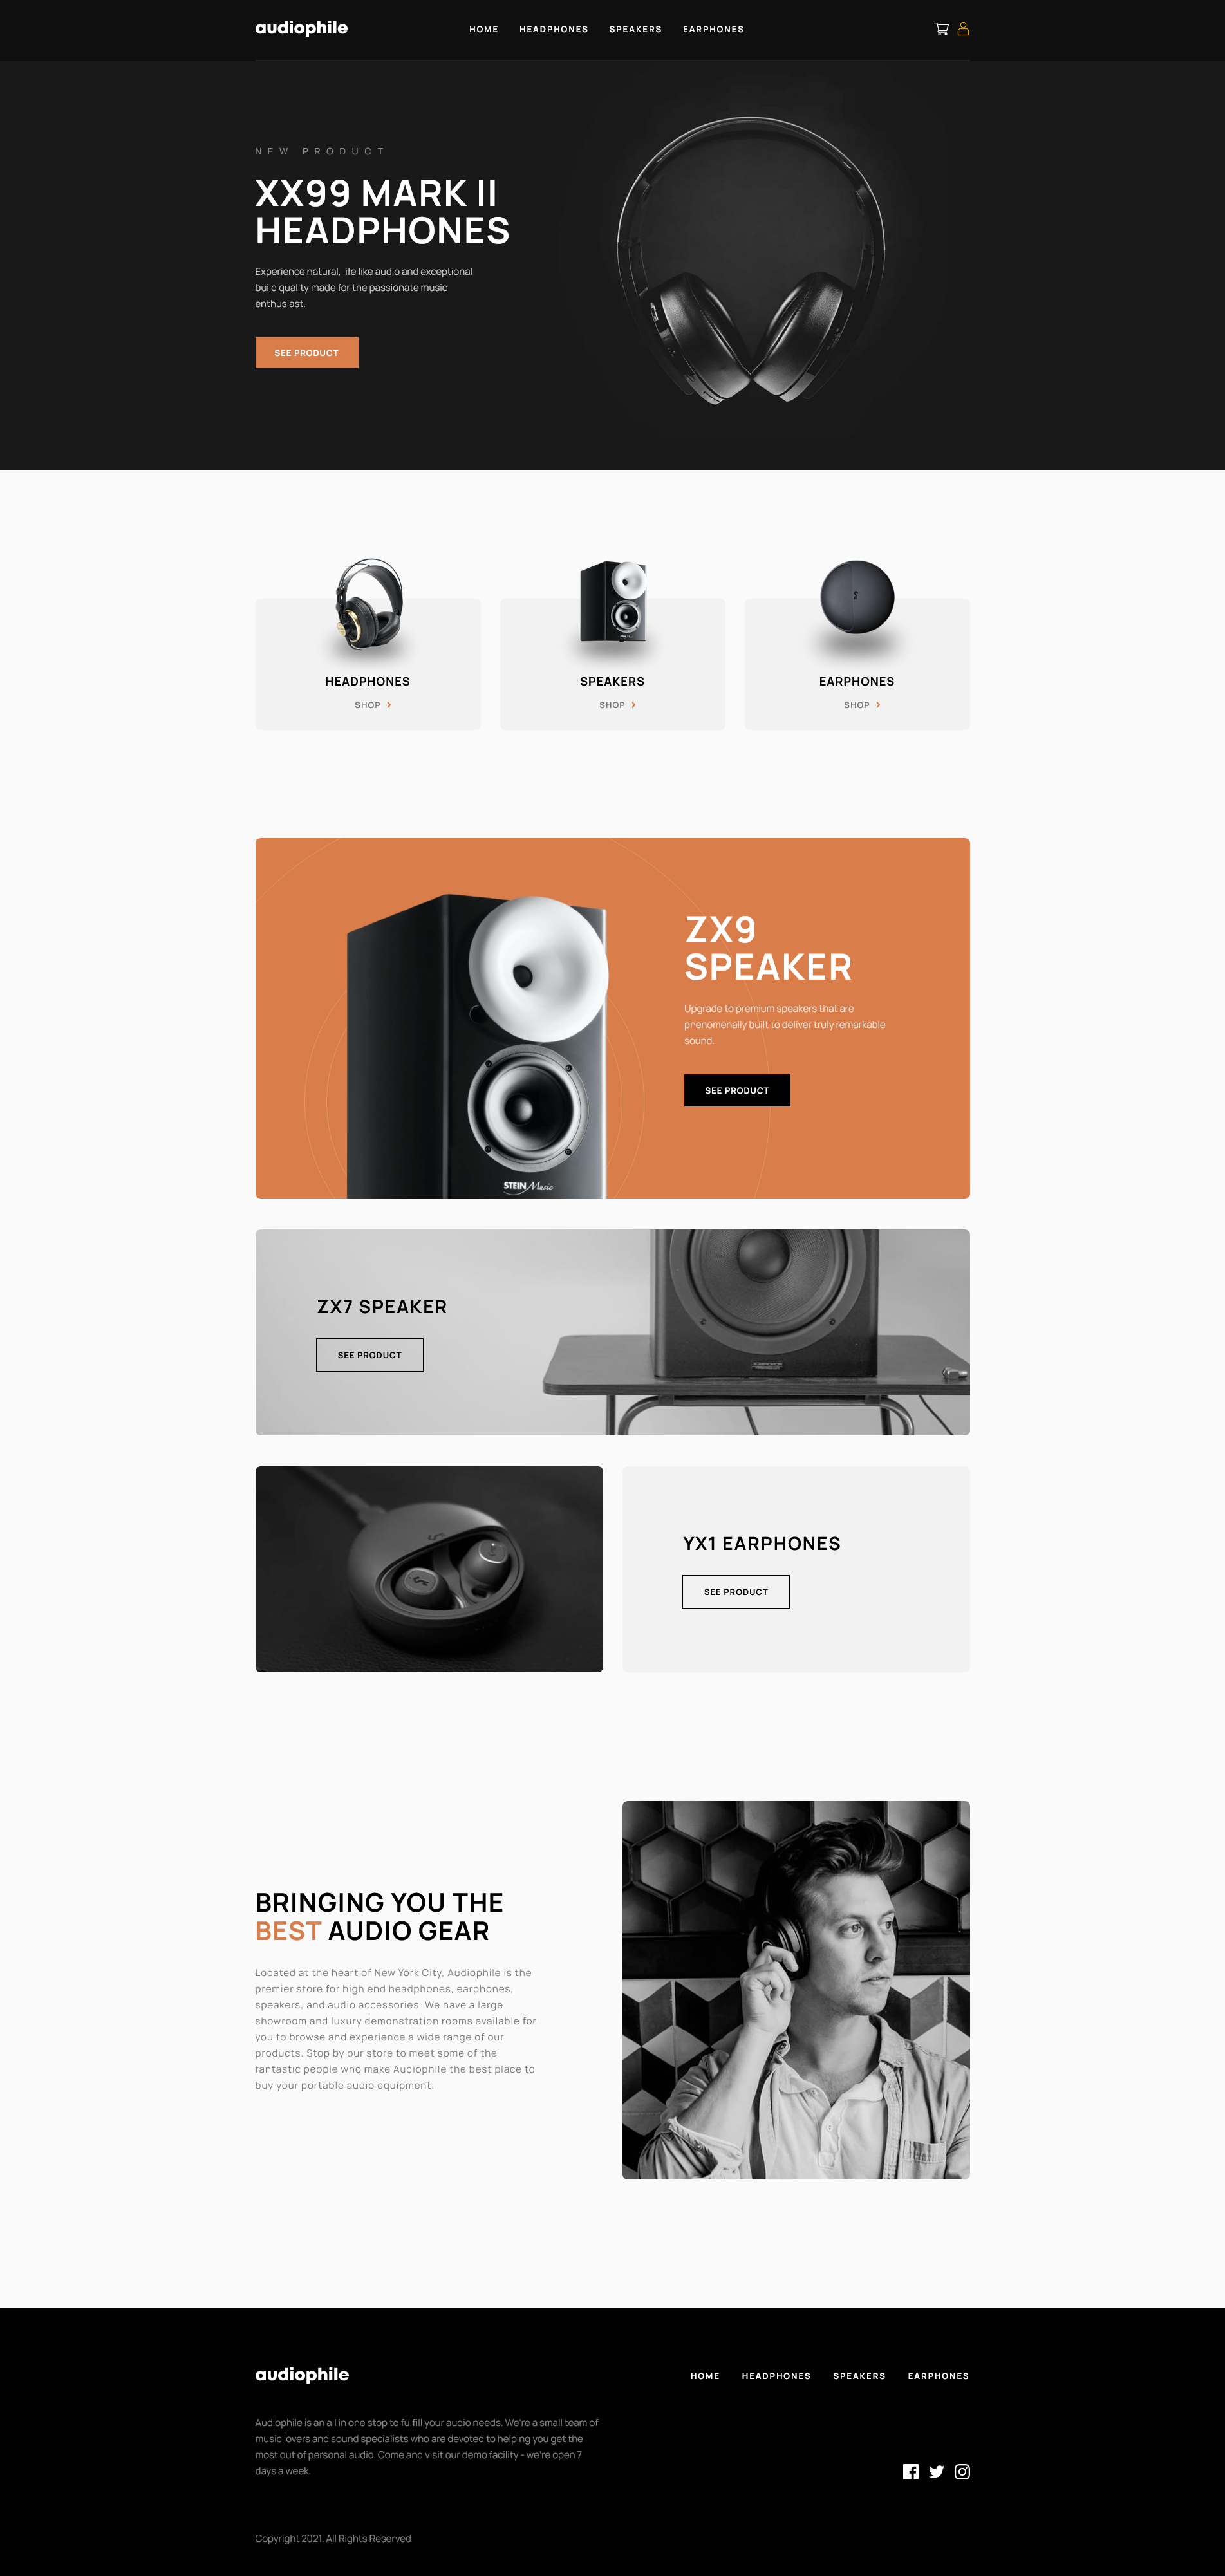 audiophile
HOME HEADPHONES SPEAKERS EARPHONES
NEW PRODUCT
XX99 MARK II
HEADPHONES
Experience natural, life like audio and exceptional
build quality made for the passionate music
enthusiast.
SEE PRODUCT
HEADPHONES
SHOP
SPEAKERS
SHOP
EARPHONES
SHOP
ZX9
SPEAKER
Upgrade to premium speakers that are
phenomenally built to deliver truly remarkable
sound.
SEE PRODUCT
STEIN Music
ZX7 SPEAKER
SEE PRODUCT
YX1 EARPHONES
SEE PRODUCT
BRINGING YOU THE
BEST AUDIO GEAR
Located at the heart of New York City, Audiophile is the
premier store for high end headphones, earphones,
speakers, and audio accessories. We have a large
showroom and luxury demonstration rooms available for
you to browse and experience a wide range of our
products. Stop by our store to meet some of the
fantastic people who make Audiophile the best place to
buy your portable audio equipment.
audiophile
HOME HEADPHONES SPEAKERS EARPHONES
Audiophile is an all in one stop to fulfill your audio needs. We're a small team of
music lovers and sound specialists who are devoted to helping you get the
most out of personal audio. Come and visit our demo facility - we're open 7
days a week.
Copyright 2021. All Rights Reserved